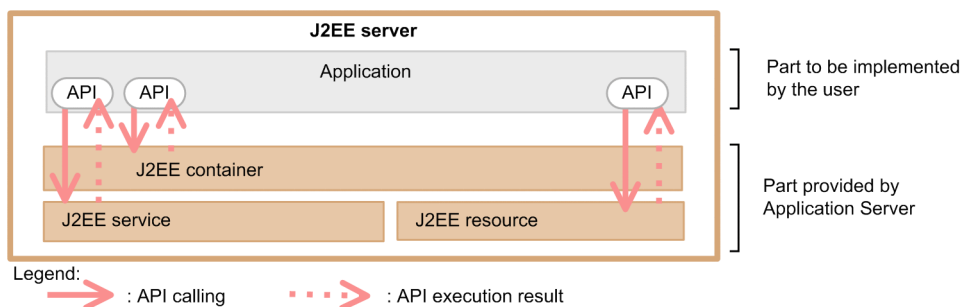 J2EE server
Application
API
API
API
Part to be implemented
by the user
J2EE container
J2EE service
J2EE resource
Part provided by
Application Server
Legend:
: API calling
: API execution result